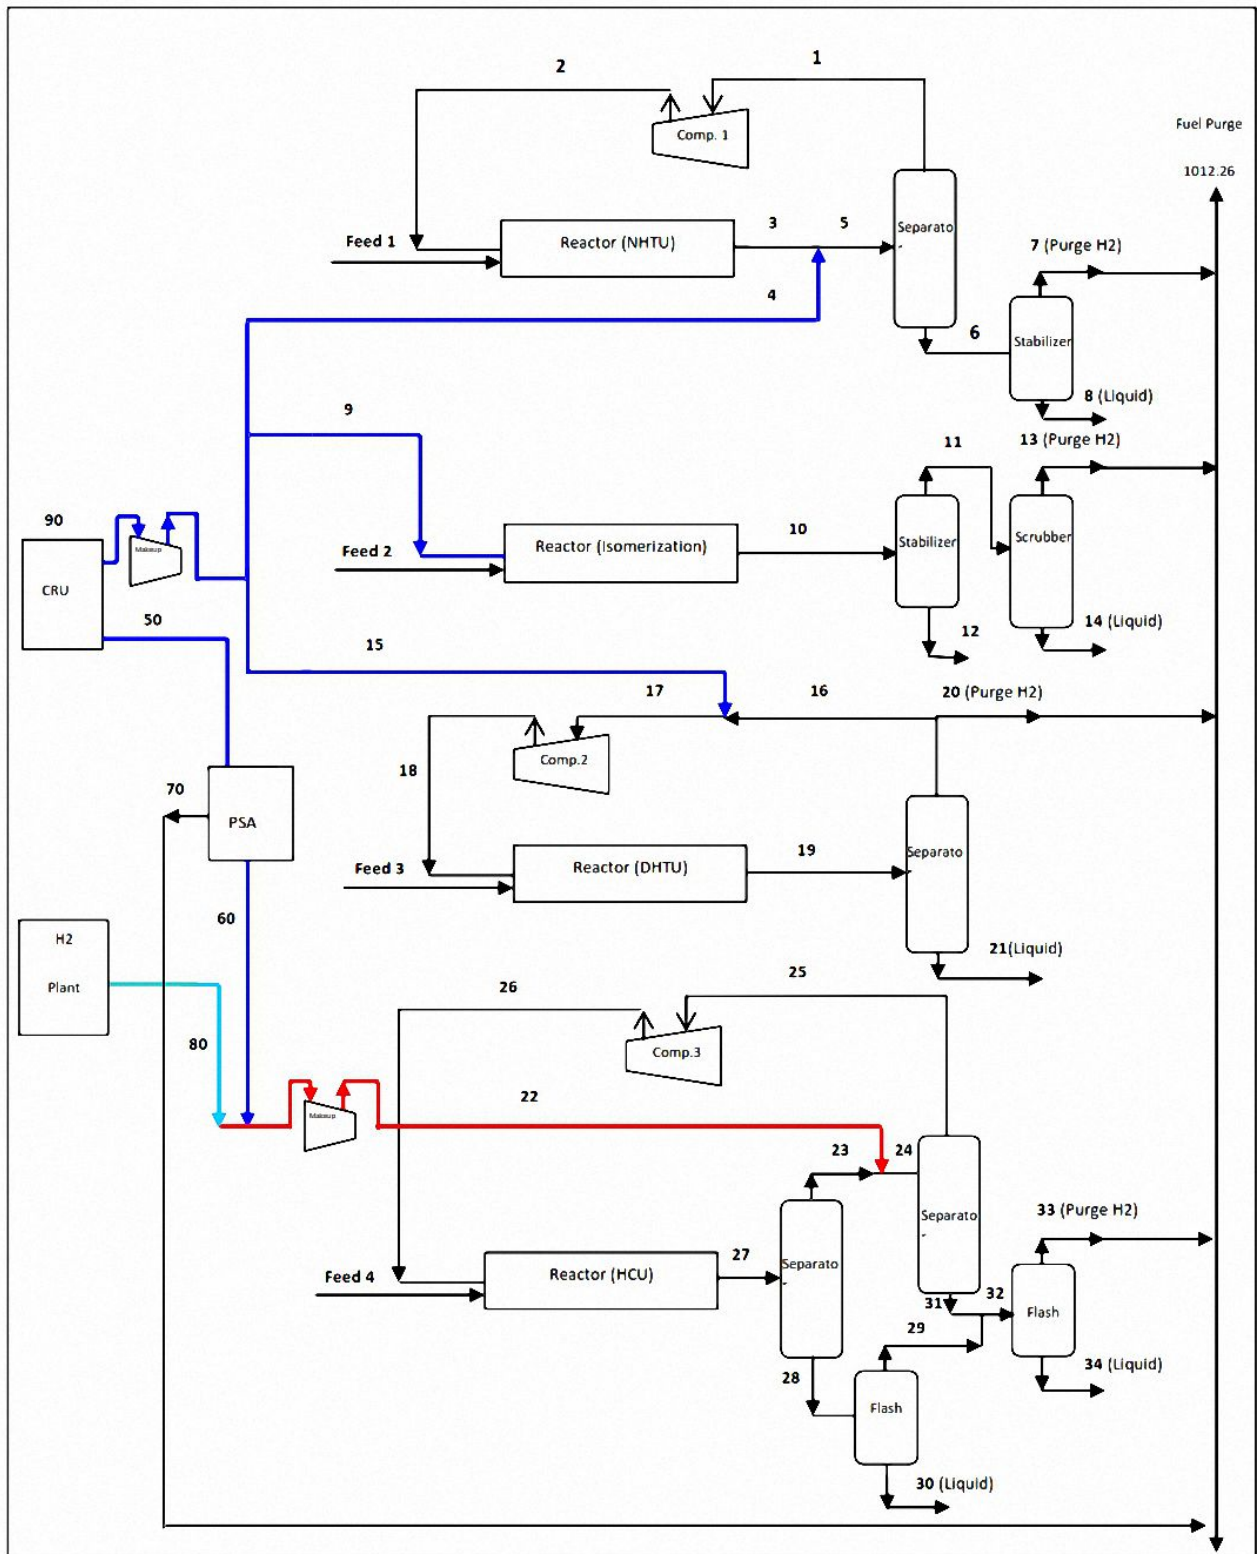 2
1
Comp. 1
Fuel Purge
1012.26
Feed 1
Reactor (NHTU)
3
5
Separato
4
7 (Purge H2)
6
Stabilizer
8 (Liquid)
9
11
13 (Purge H2)
90
Makeup
CRU
Feed 2
Reactor (Isomerization)
10
Stabilizer
Scrubber
50
12
14 (Liquid)
15
17
16
20 (Purge H2)
Comp.2
18
70
PSA
Feed 3
Reactor (DHTU)
19
Separato
60
H2
Plant
21(Liquid)
25
26
80
Comp.3
22
Makeup
23
24
Separato
33 (Purge H2)
Feed 4
Reactor (HCU)
27
Separato
31
32
Flash
29
28
34 (Liquid)
Flash
30 (Liquid)